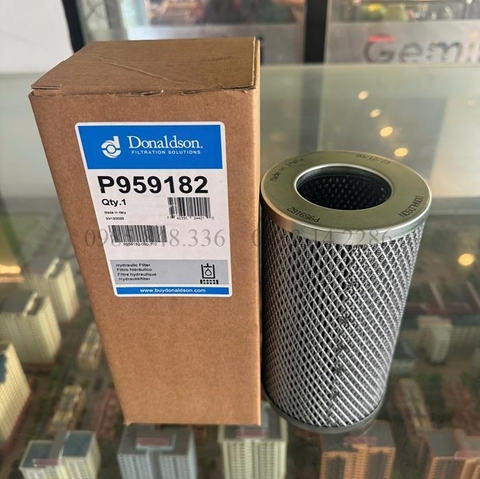 Donaldson.
FILTRATION SOLUTIONS
P959182
Qty.1
Made in Italy
Hydraulic Filter
Filtro hidráulico
Filtre hydraulique
Hydraulikfilter
www.buydonaldson.com
P959182
Gemi